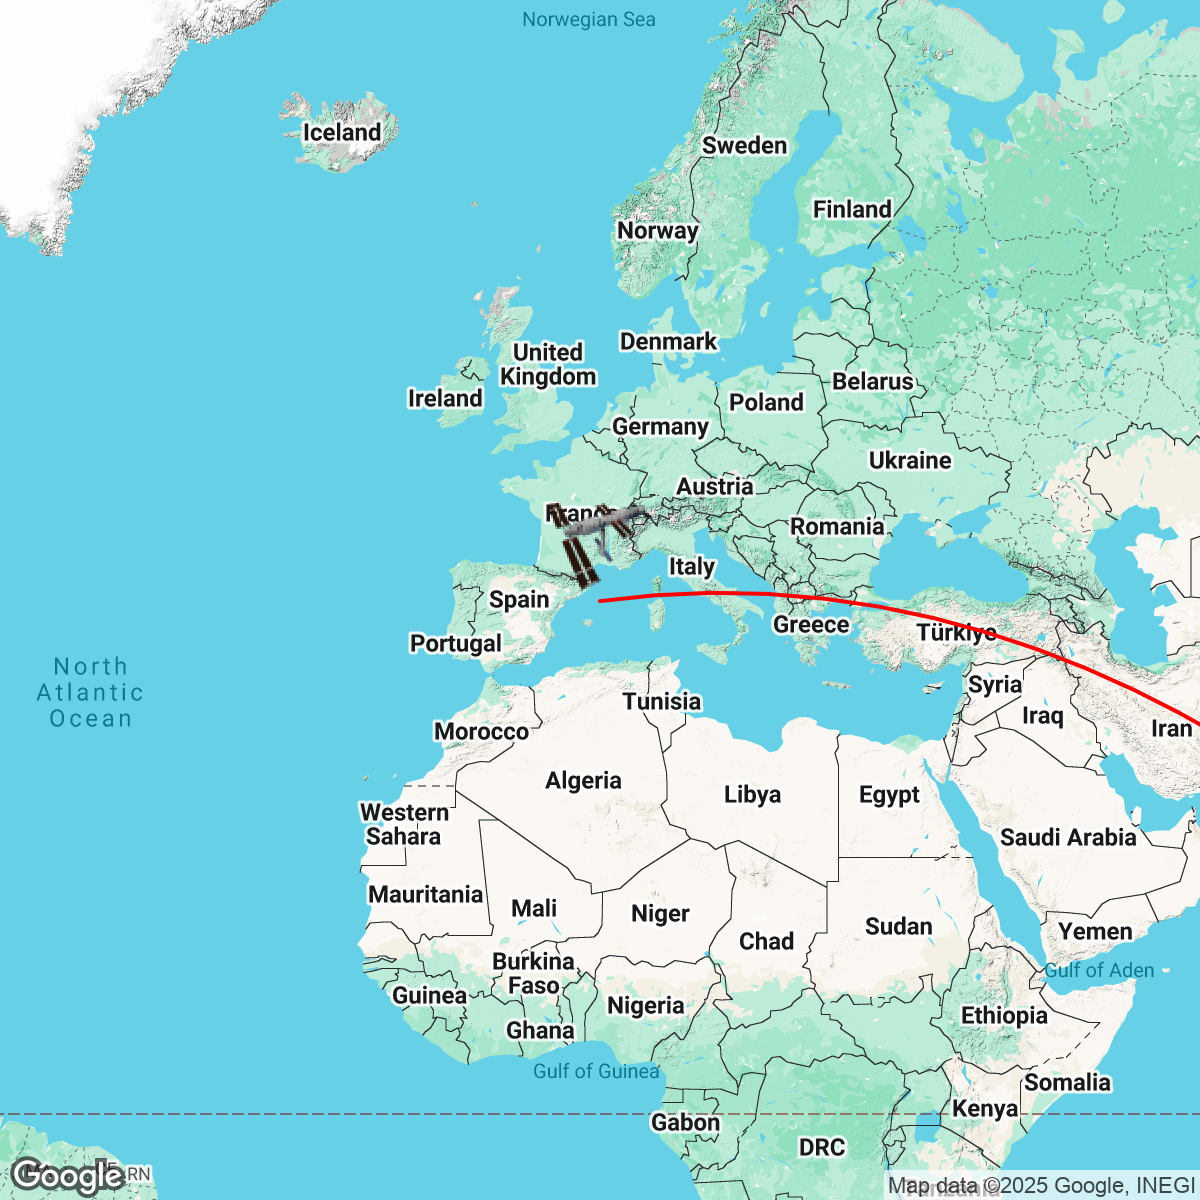 Norwegian Sea
Iceland
Sweden
Finland
Norway
Denmark
United
Kingdom
Belarus
Ireland
Poland
Germany
Ukraine
Austria
Romania
Italy
Spain
Greece
Türkiye
Portugal
North
Atlantic
Ocean
Syria
Tunisia
Iraq
Morocco
Iran
Algeria
Libya
Egypt
Western
Sahara
Saudi Arabia
Mauritania
Mali
Niger
Sudan
Chad
Yemen
Burkina
Faso
Gulf of Aden
Guinea
Nigeria
Ethiopia
Ghana
Gulf of Guinea
Somalia
Kenya
Gabon
DRC
Google
RN
Map data ©2025 Google, INEGI